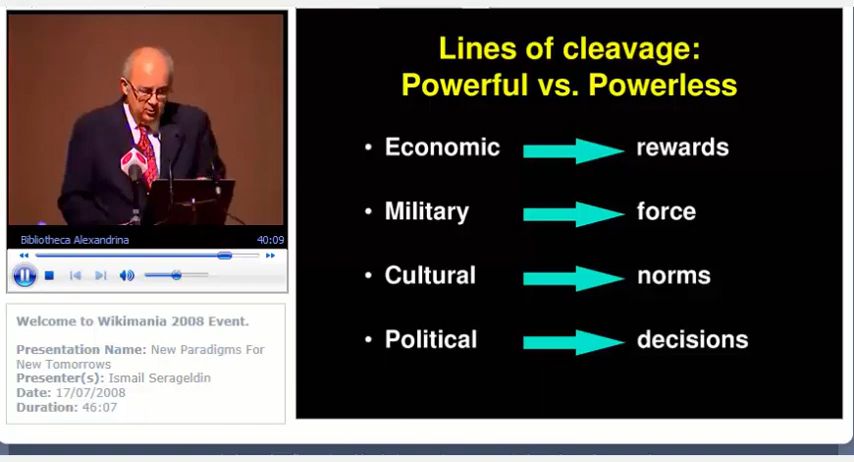 Bibliotheca Alexandrina
40:09
Welcome to Wikimania 2008 Event.
Presentation Name: New Paradigms For
New Tomorrows
Presenter(s): Ismail Serageldin
Date: 17/07/2008
Duration: 46:07
Lines of cleavage:
Powerful vs. Powerless
• Economic rewards
• Military force
• Cultural norms
• Political decisions